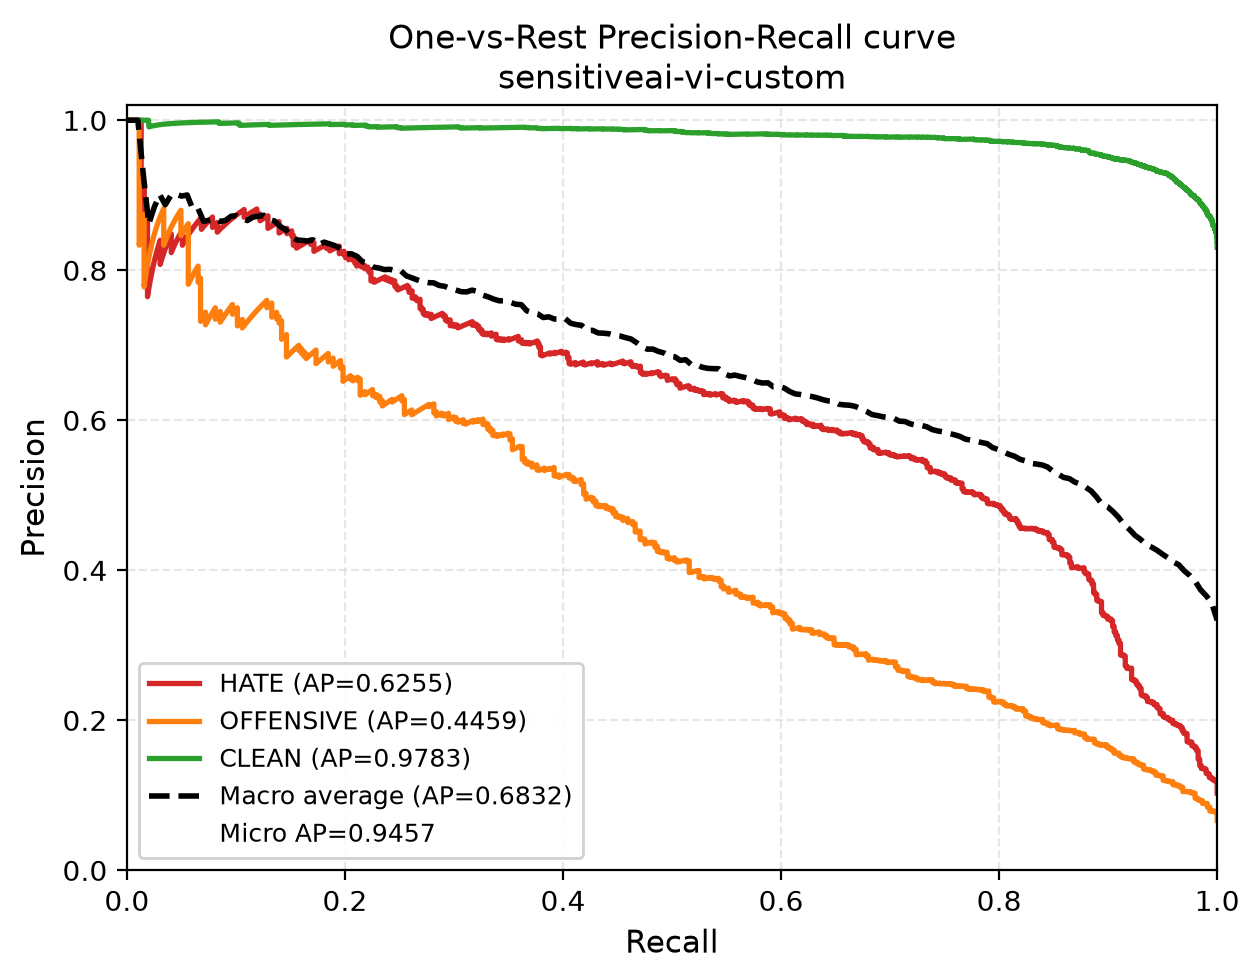 One-vs-Rest Precision-Recall curve
sensitiveai-vi-custom
1.0
0.8
0.6
0.4
0.2
0.0
Precision
HATE (AP=0.6255)
OFFENSIVE (AP=0.4459)
CLEAN (AP=0.9783)
Macro average (AP=0.6832)
Micro AP=0.9457
0.0 0.2 0.4 0.6 0.8 1.0
Recall